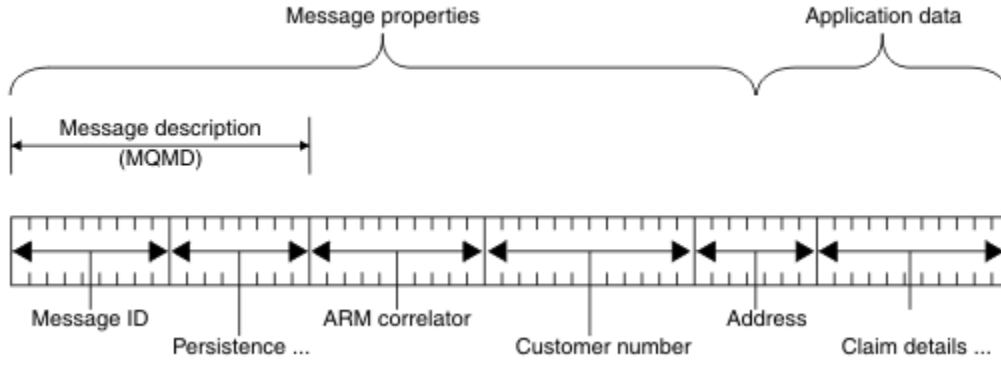 Message properties
Application data
Message description
(MQMD)
Message ID
ARM correlator
Address
Persistence ...
Customer number
Claim details ...